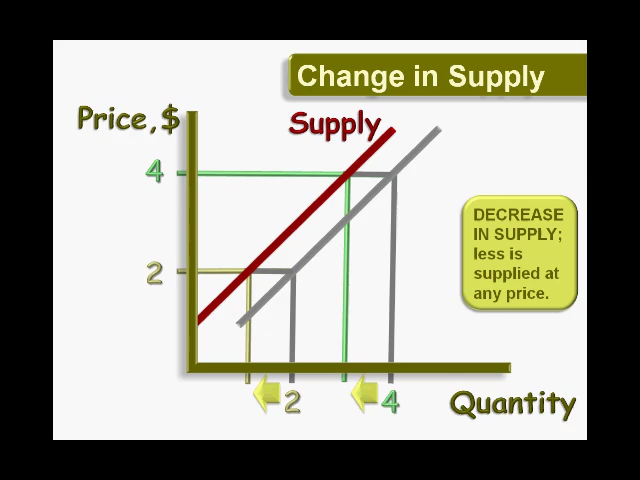 Change in Supply
Price,$
Supply
4
DECREASE
IN SUPPLY;
less is
supplied at
any price.
2
2
4
Quantity